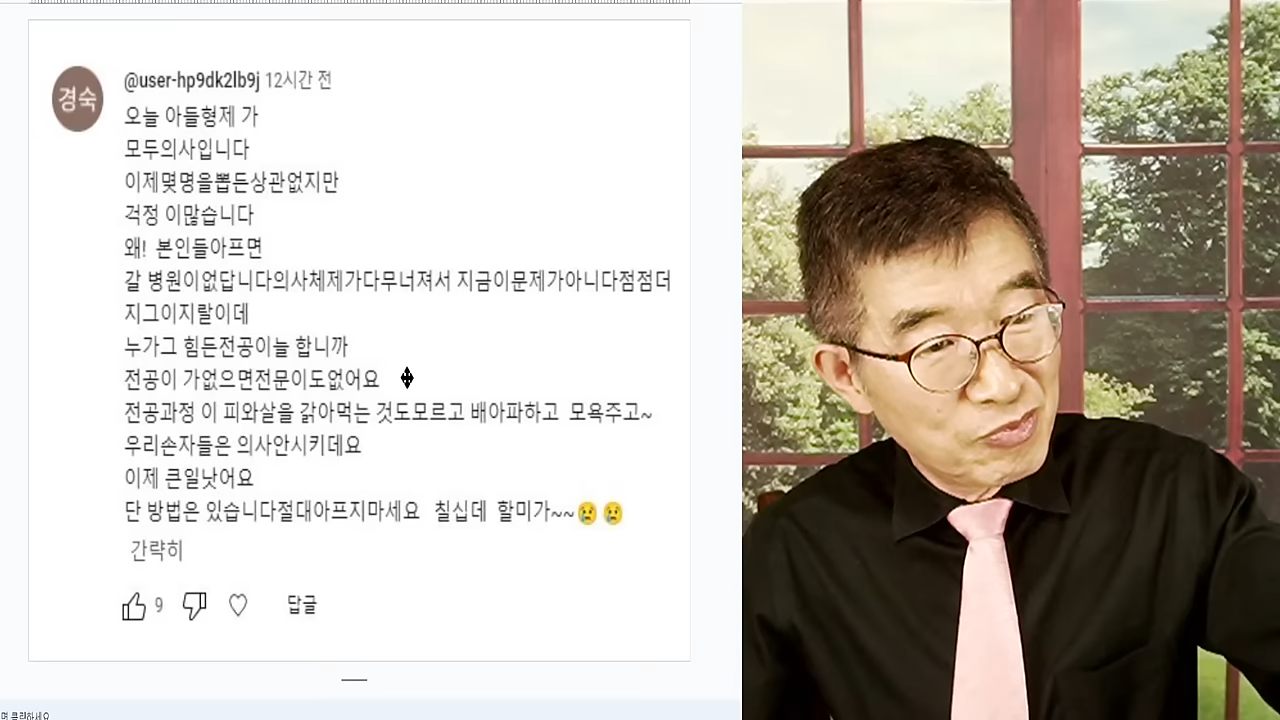 경숙
@user-hp9dk2lb9j 12시간 전
오늘 아들형제 가
모두의사입니다
이제몇명을뽑든상관없지만
걱정 이많습니다
왜! 본인들아프면
갈 병원이없답니다의사체제가다무너져서 지금이문제가아니다점점더
지그이지랄이데
누가그 힘든전공이늘 합니까
전공이 가없으면전문이도없어요
전공과정 이 피와살을 갉아먹는 것도모르고 배아파하고 모욕주고~
우리손자들은 의사안시키데요
이제 큰일낫어요
단 방법은 있습니다절대아프지마세요 칠십데 할미가~~😢😢
간략히
9 답글